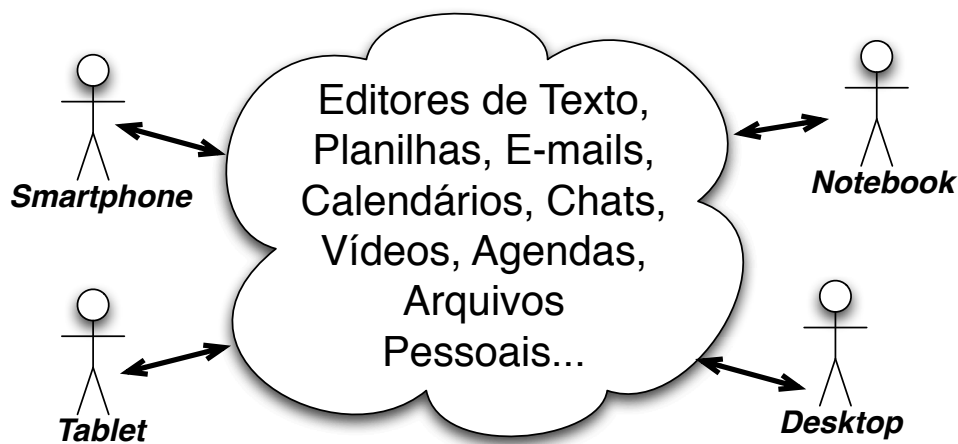 Editores de Texto,
Planilhas, E-mails,
Calendários, Chats,
Vídeos, Agendas,
Arquivos
Pessoais...
Smartphone
Notebook
Tablet
Desktop